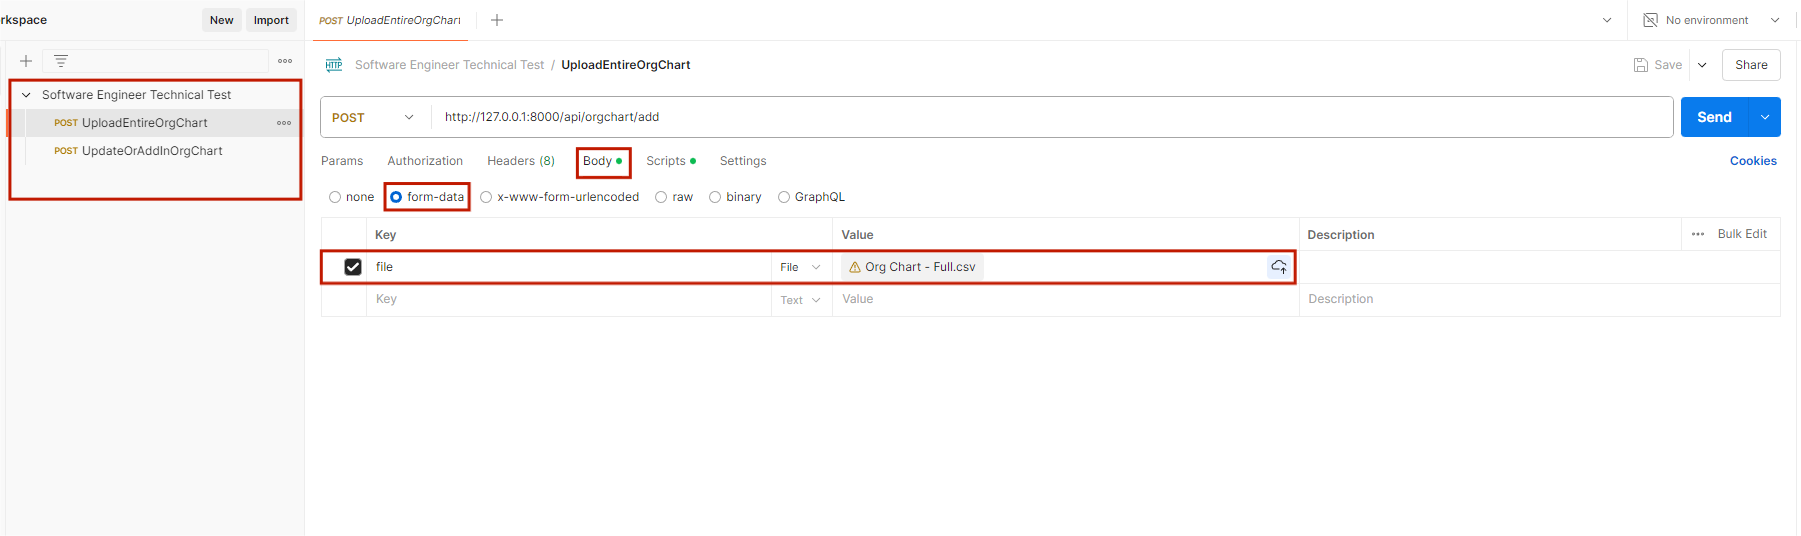 rkspace New Import
POST UploadEntireOrgChart
No environment
Software Engineer Technical Test / UploadEntireOrgChart
Save Share
Software Engineer Technical Test
POST UploadEntireOrgChart
POST UpdateOrAddInOrgChart
POST http://127.0.0.1:8000/api/orgchart/add Send
Params Authorization Headers (8) Body Scripts Settings Cookies
none form-data x-www-form-urlencoded raw binary GraphQL
Key Value Description Bulk Edit
file File Org Chart - Full.csv
Key Text Value Description